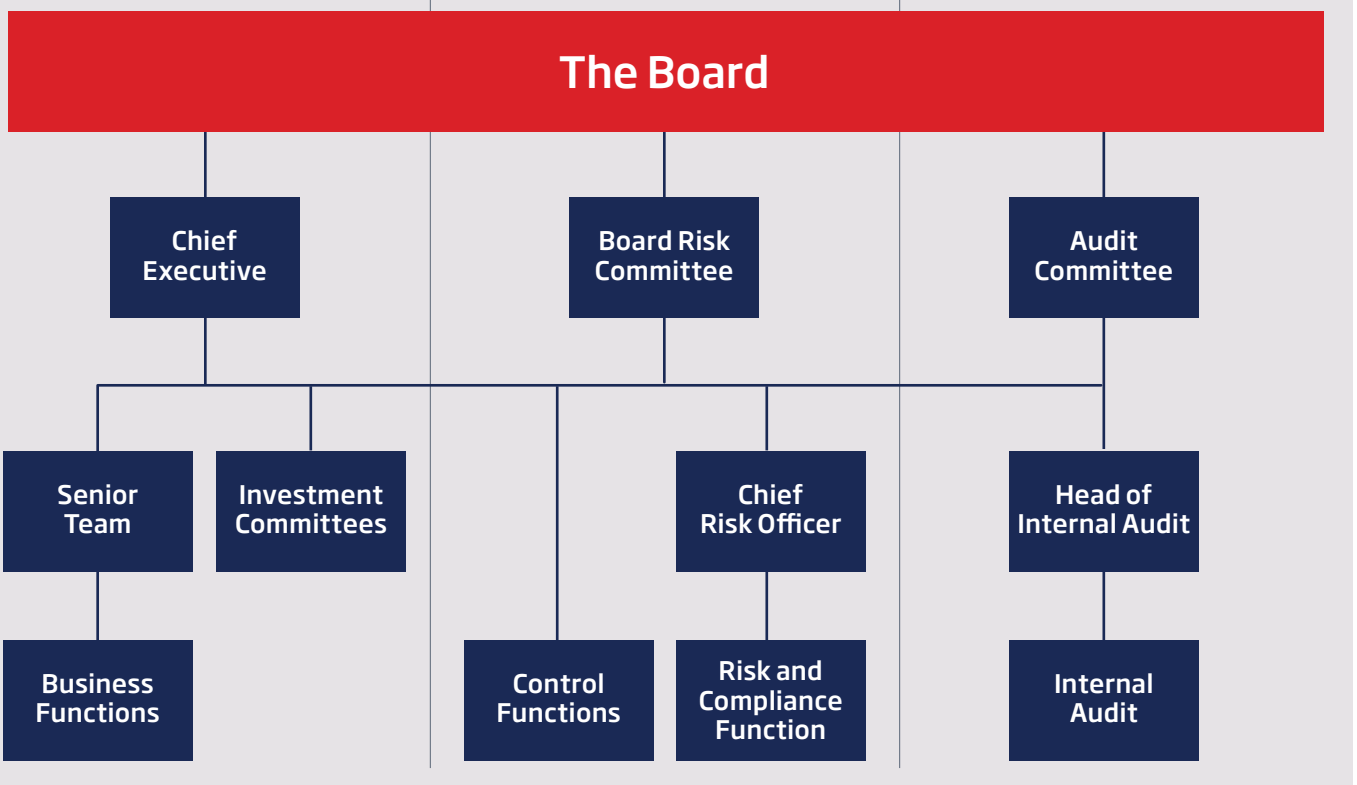 The Board
Chief
Executive
Board Risk
Committee
Audit
Committee
Senior
Team
Investment
Committees
Chief
Risk Officer
Head of
Internal Audit
Business
Functions
Control
Functions
Risk and
Compliance
Function
Internal
Audit